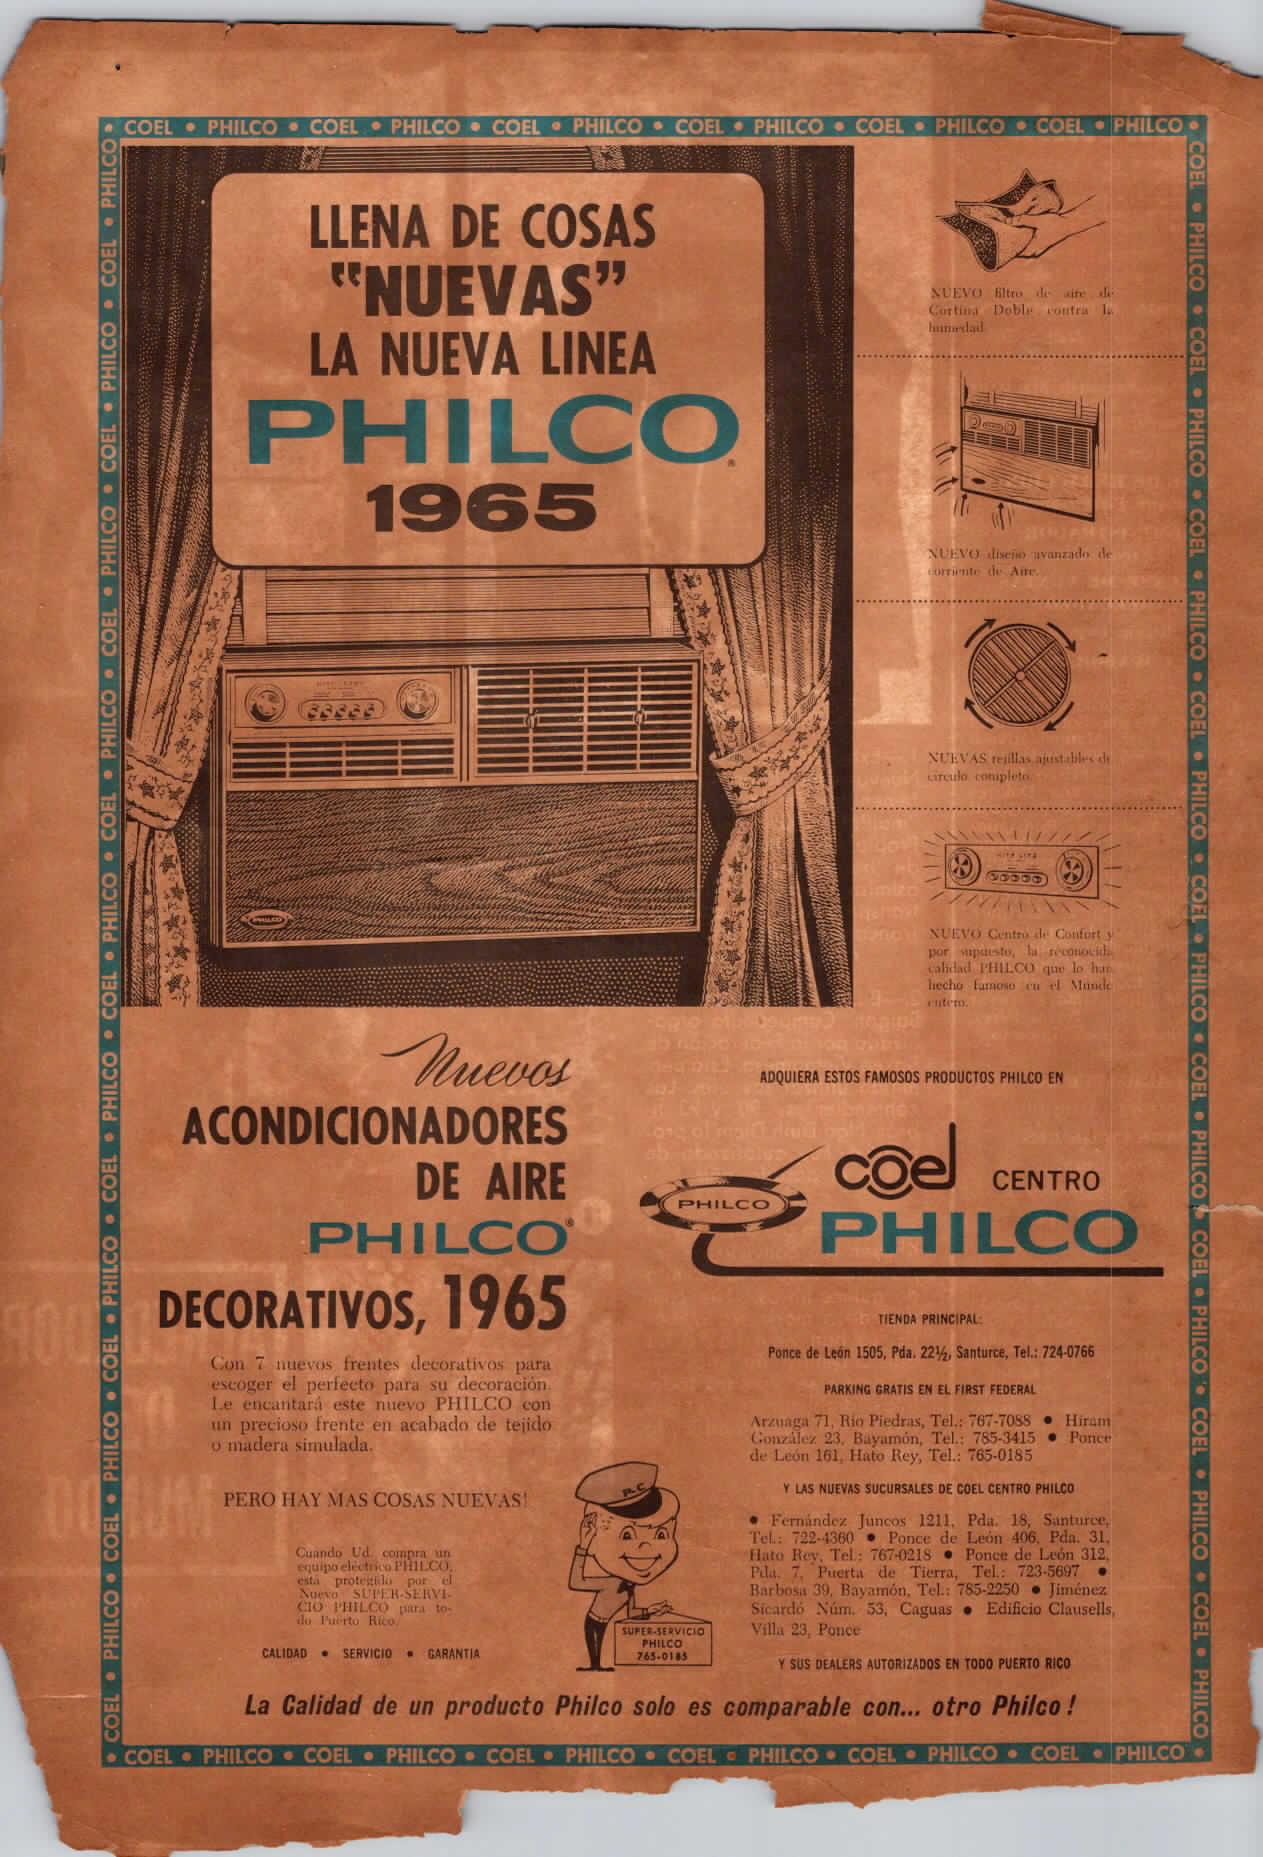 COEL • PHILCO • COEL • PHILCO • COEL • PHILCO • COEL • PHILCO • COEL • PHILCO • COEL • PHILCO
LLENA DE COSAS
"NUEVAS"
LA NUEVA LINEA
PHILCO®
1965
PHILCO
NUEVO filtro de aire de
Cortina Doble contra la
humedad.
NUEVO diseño avanzado de
corriente de Aire.
NUEVAS rejillas ajustables de
círculo completo.
NUEVO Centro de Confort y
por supuesto, la reconocida
calidad PHILCO que lo han
hecho famoso en el Mundo
entero.
Nuevos
ACONDICIONADORES
DE AIRE
PHILCO®
DECORATIVOS, 1965
Con 7 nuevos frentes decorativos para
escoger el perfecto para su decoración.
Le encantará este nuevo PHILCO con
un precioso frente en acabado de tejido
o madera simulada.
PERO HAY MAS COSAS NUEVAS!
Cuando Ud. compra un
equipo eléctrico PHILCO,
está protegido por el
Nuevo SUPER-SERVI-
CIO PHILCO para to-
do Puerto Rico.
CALIDAD • SERVICIO • GARANTIA
SUPER-SERVICIO
PHILCO
765-0185
ADQUIERA ESTOS FAMOSOS PRODUCTOS PHILCO EN
PHILCO
coel CENTRO
PHILCO
TIENDA PRINCIPAL:
Ponce de León 1505, Pda. 22½, Santurce, Tel.: 724-0766
PARKING GRATIS EN EL FIRST FEDERAL
Arzuaga 71, Río Piedras, Tel.: 767-7088 • Hiram
González 23, Bayamón, Tel.: 785-3415 • Ponce
de León 161, Hato Rey, Tel.: 765-0185
Y LAS NUEVAS SUCURSALES DE COEL CENTRO PHILCO
• Fernández Juncos 1211, Pda. 18, Santurce,
Tel.: 722-4360 • Ponce de León 406, Pda. 31,
Hato Rey, Tel.: 767-0218 • Ponce de León 312,
Pda. 7, Puerta de Tierra, Tel.: 723-5697 •
Barbosa 39, Bayamón, Tel.: 785-2250 • Jiménez
Sicardó Núm. 53, Caguas • Edificio Clausells,
Villa 23, Ponce
Y SUS DEALERS AUTORIZADOS EN TODO PUERTO RICO
La Calidad de un producto Philco solo es comparable con... otro Philco!
• COEL • PHILCO • COEL • PHILCO • COEL • PHILCO • COEL • PHILCO • COEL • PHILCO • COEL • PHILCO •